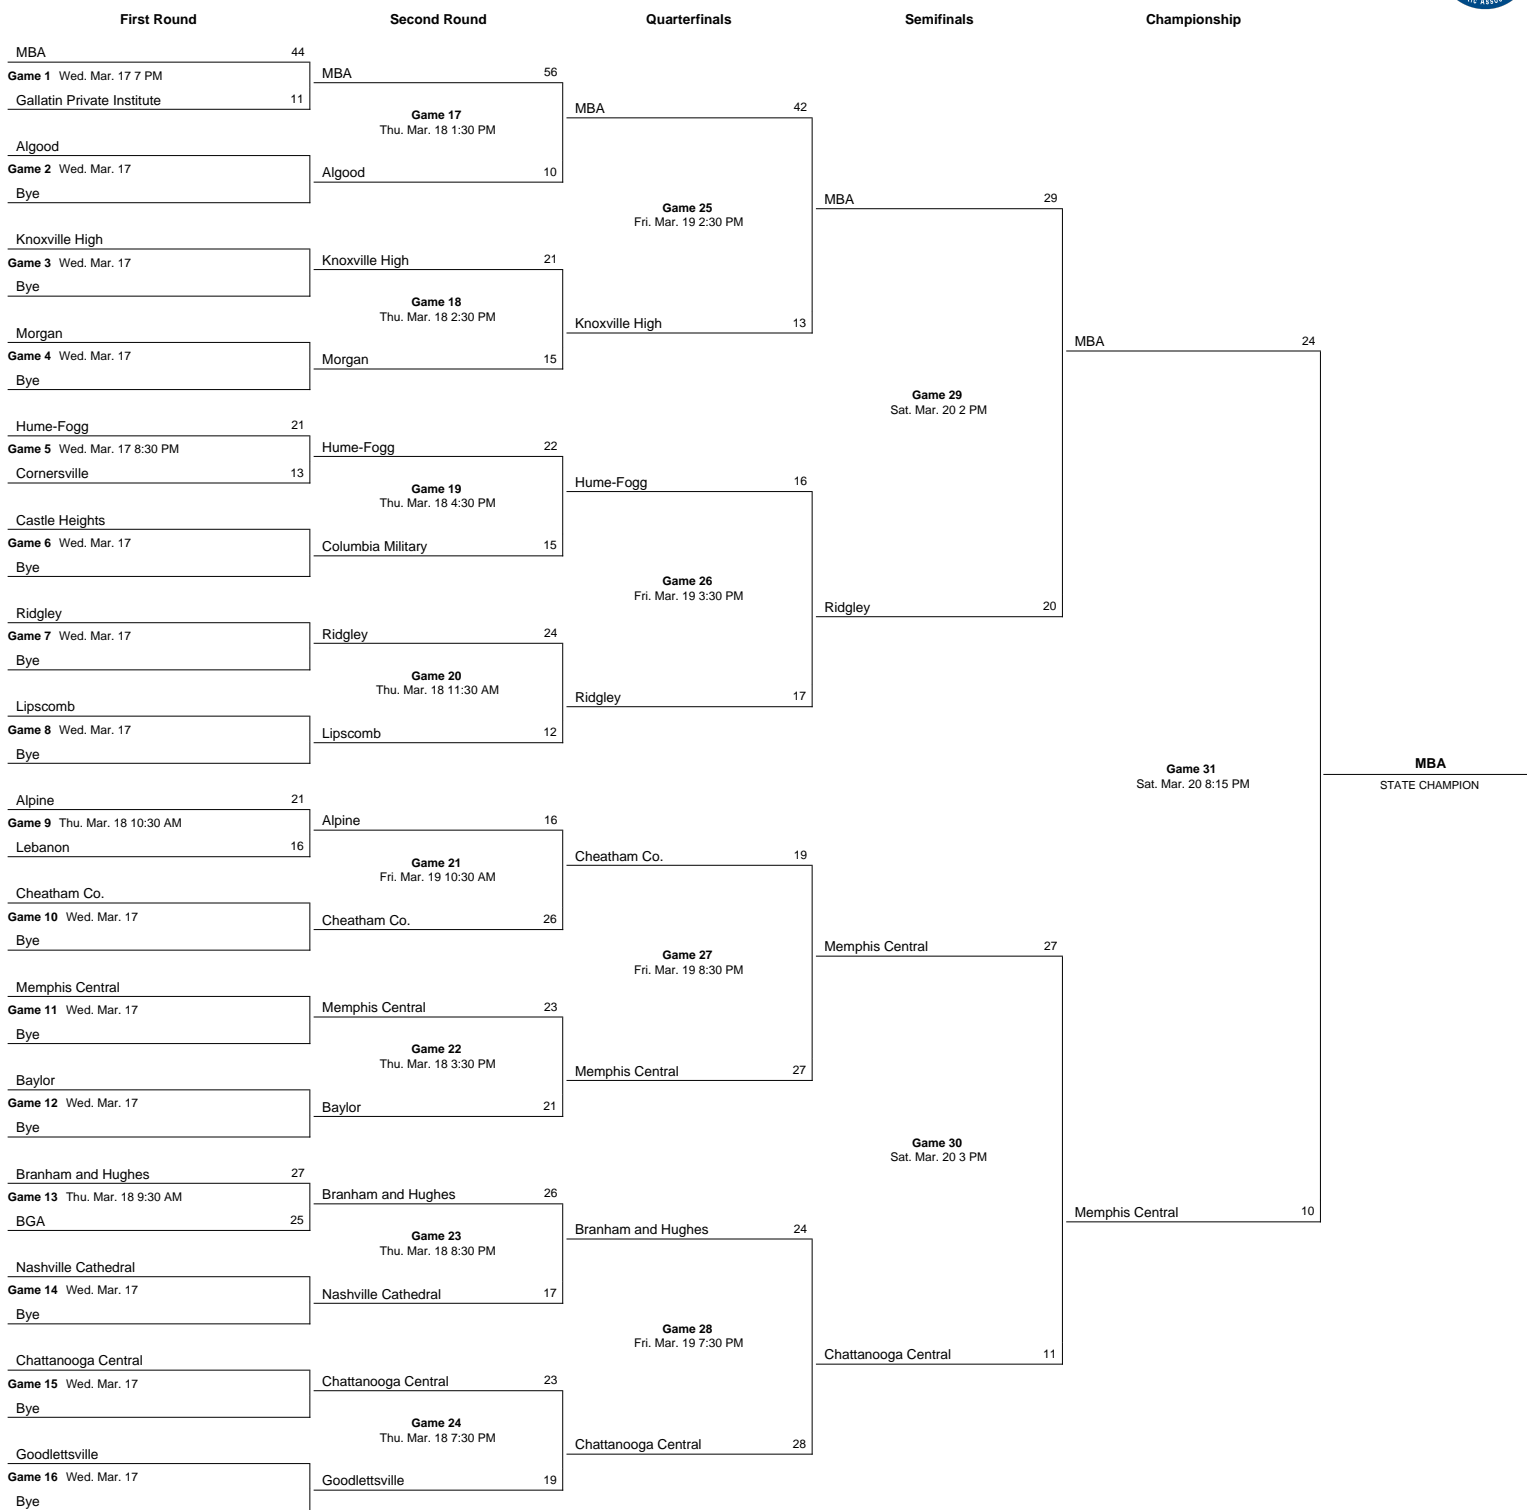 First Round
Second Round
Quarterfinals
Semifinals
Championship
MBA 44
Game 1 Wed. Mar. 17 7 PM
Gallatin Private Institute 11
Algood
Game 2 Wed. Mar. 17
Bye
Knoxville High
Game 3 Wed. Mar. 17
Bye
Morgan
Game 4 Wed. Mar. 17
Bye
Hume-Fogg 21
Game 5 Wed. Mar. 17 8:30 PM
Cornersville 13
Castle Heights
Game 6 Wed. Mar. 17
Bye
Ridgley
Game 7 Wed. Mar. 17
Bye
Lipscomb
Game 8 Wed. Mar. 17
Bye
Alpine 21
Game 9 Thu. Mar. 18 10:30 AM
Lebanon 16
Cheatham Co.
Game 10 Wed. Mar. 17
Bye
Memphis Central
Game 11 Wed. Mar. 17
Bye
Baylor
Game 12 Wed. Mar. 17
Bye
Branham and Hughes 27
Game 13 Thu. Mar. 18 9:30 AM
BGA 25
Nashville Cathedral
Game 14 Wed. Mar. 17
Bye
Chattanooga Central
Game 15 Wed. Mar. 17
Bye
Goodlettsville
Game 16 Wed. Mar. 17
Bye
MBA 56
Game 17
Thu. Mar. 18 1:30 PM
Algood 10
Knoxville High 21
Game 18
Thu. Mar. 18 2:30 PM
Morgan 15
Hume-Fogg 22
Game 19
Thu. Mar. 18 4:30 PM
Columbia Military 15
Ridgley 24
Game 20
Thu. Mar. 18 11:30 AM
Lipscomb 12
Alpine 16
Game 21
Fri. Mar. 19 10:30 AM
Cheatham Co. 26
Memphis Central 23
Game 22
Thu. Mar. 18 3:30 PM
Baylor 21
Branham and Hughes 26
Game 23
Thu. Mar. 18 8:30 PM
Nashville Cathedral 17
Chattanooga Central 23
Game 24
Thu. Mar. 18 7:30 PM
Goodlettsville 19
MBA 42
Game 25
Fri. Mar. 19 2:30 PM
Knoxville High 13
Hume-Fogg 16
Game 26
Fri. Mar. 19 3:30 PM
Ridgley 17
Cheatham Co. 19
Game 27
Fri. Mar. 19 8:30 PM
Memphis Central 27
Branham and Hughes 24
Game 28
Fri. Mar. 19 7:30 PM
Chattanooga Central 28
MBA 29
Game 29
Sat. Mar. 20 2 PM
Ridgley 20
Memphis Central 27
Game 30
Sat. Mar. 20 3 PM
Chattanooga Central 11
MBA 24
Game 31
Sat. Mar. 20 8:15 PM
Memphis Central 10
MBA
STATE CHAMPION